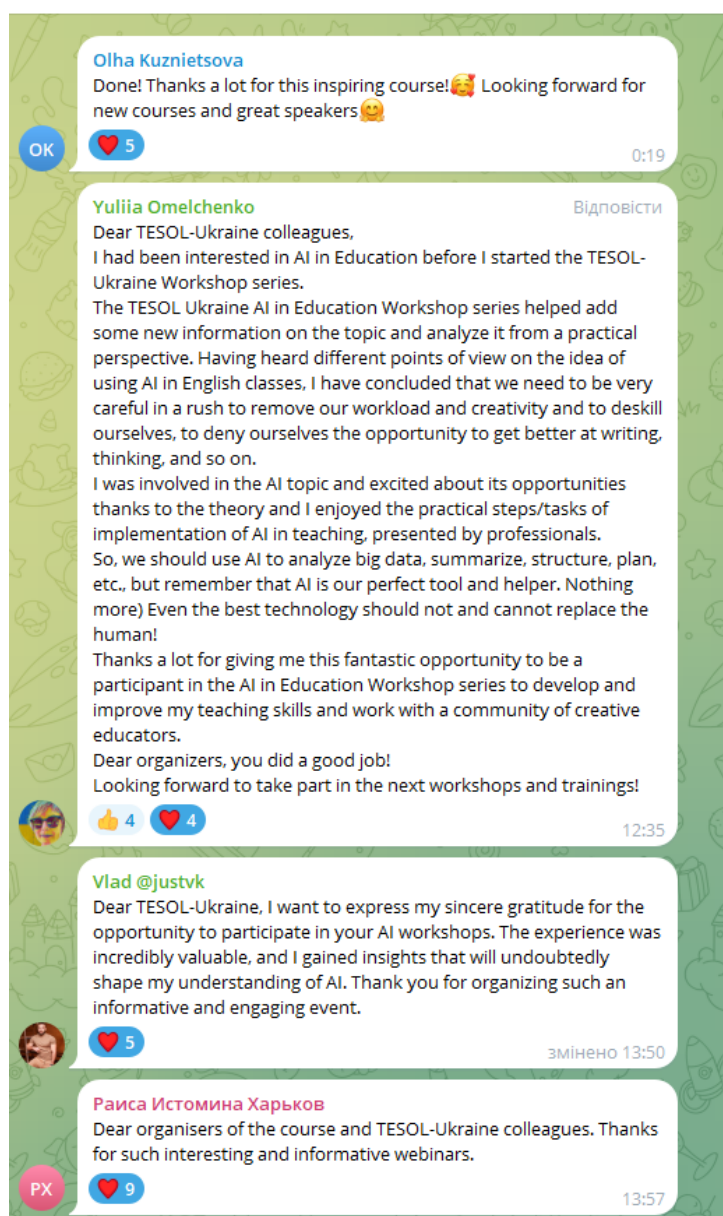 Olha Kuznietsova
Done! Thanks a lot for this inspiring course!🥰 Looking forward for
new courses and great speakers🤗
OK
❤️ 5
0:19
Yuliia Omelchenko
Відповісти
Dear TESOL-Ukraine colleagues,
I had been interested in AI in Education before I started the TESOL-
Ukraine Workshop series.
The TESOL Ukraine AI in Education Workshop series helped add
some new information on the topic and analyze it from a practical
perspective. Having heard different points of view on the idea of
using AI in English classes, I have concluded that we need to be very
careful in a rush to remove our workload and creativity and to deskill
ourselves, to deny ourselves the opportunity to get better at writing,
thinking, and so on.
I was involved in the AI topic and excited about its opportunities
thanks to the theory and I enjoyed the practical steps/tasks of
implementation of AI in teaching, presented by professionals.
So, we should use AI to analyze big data, summarize, structure, plan,
etc., but remember that AI is our perfect tool and helper. Nothing
more) Even the best technology should not and cannot replace the
human!
Thanks a lot for giving me this fantastic opportunity to be a
participant in the AI in Education Workshop series to develop and
improve my teaching skills and work with a community of creative
educators.
Dear organizers, you did a good job!
Looking forward to take part in the next workshops and trainings!
👍 4 ❤️ 4
12:35
Vlad @justvk
Dear TESOL-Ukraine, I want to express my sincere gratitude for the
opportunity to participate in your AI workshops. The experience was
incredibly valuable, and I gained insights that will undoubtedly
shape my understanding of AI. Thank you for organizing such an
informative and engaging event.
❤️ 5
змінено 13:50
Раиса Истомина Харьков
Dear organisers of the course and TESOL-Ukraine colleagues. Thanks
for such interesting and informative webinars.
РХ
❤️ 9
13:57